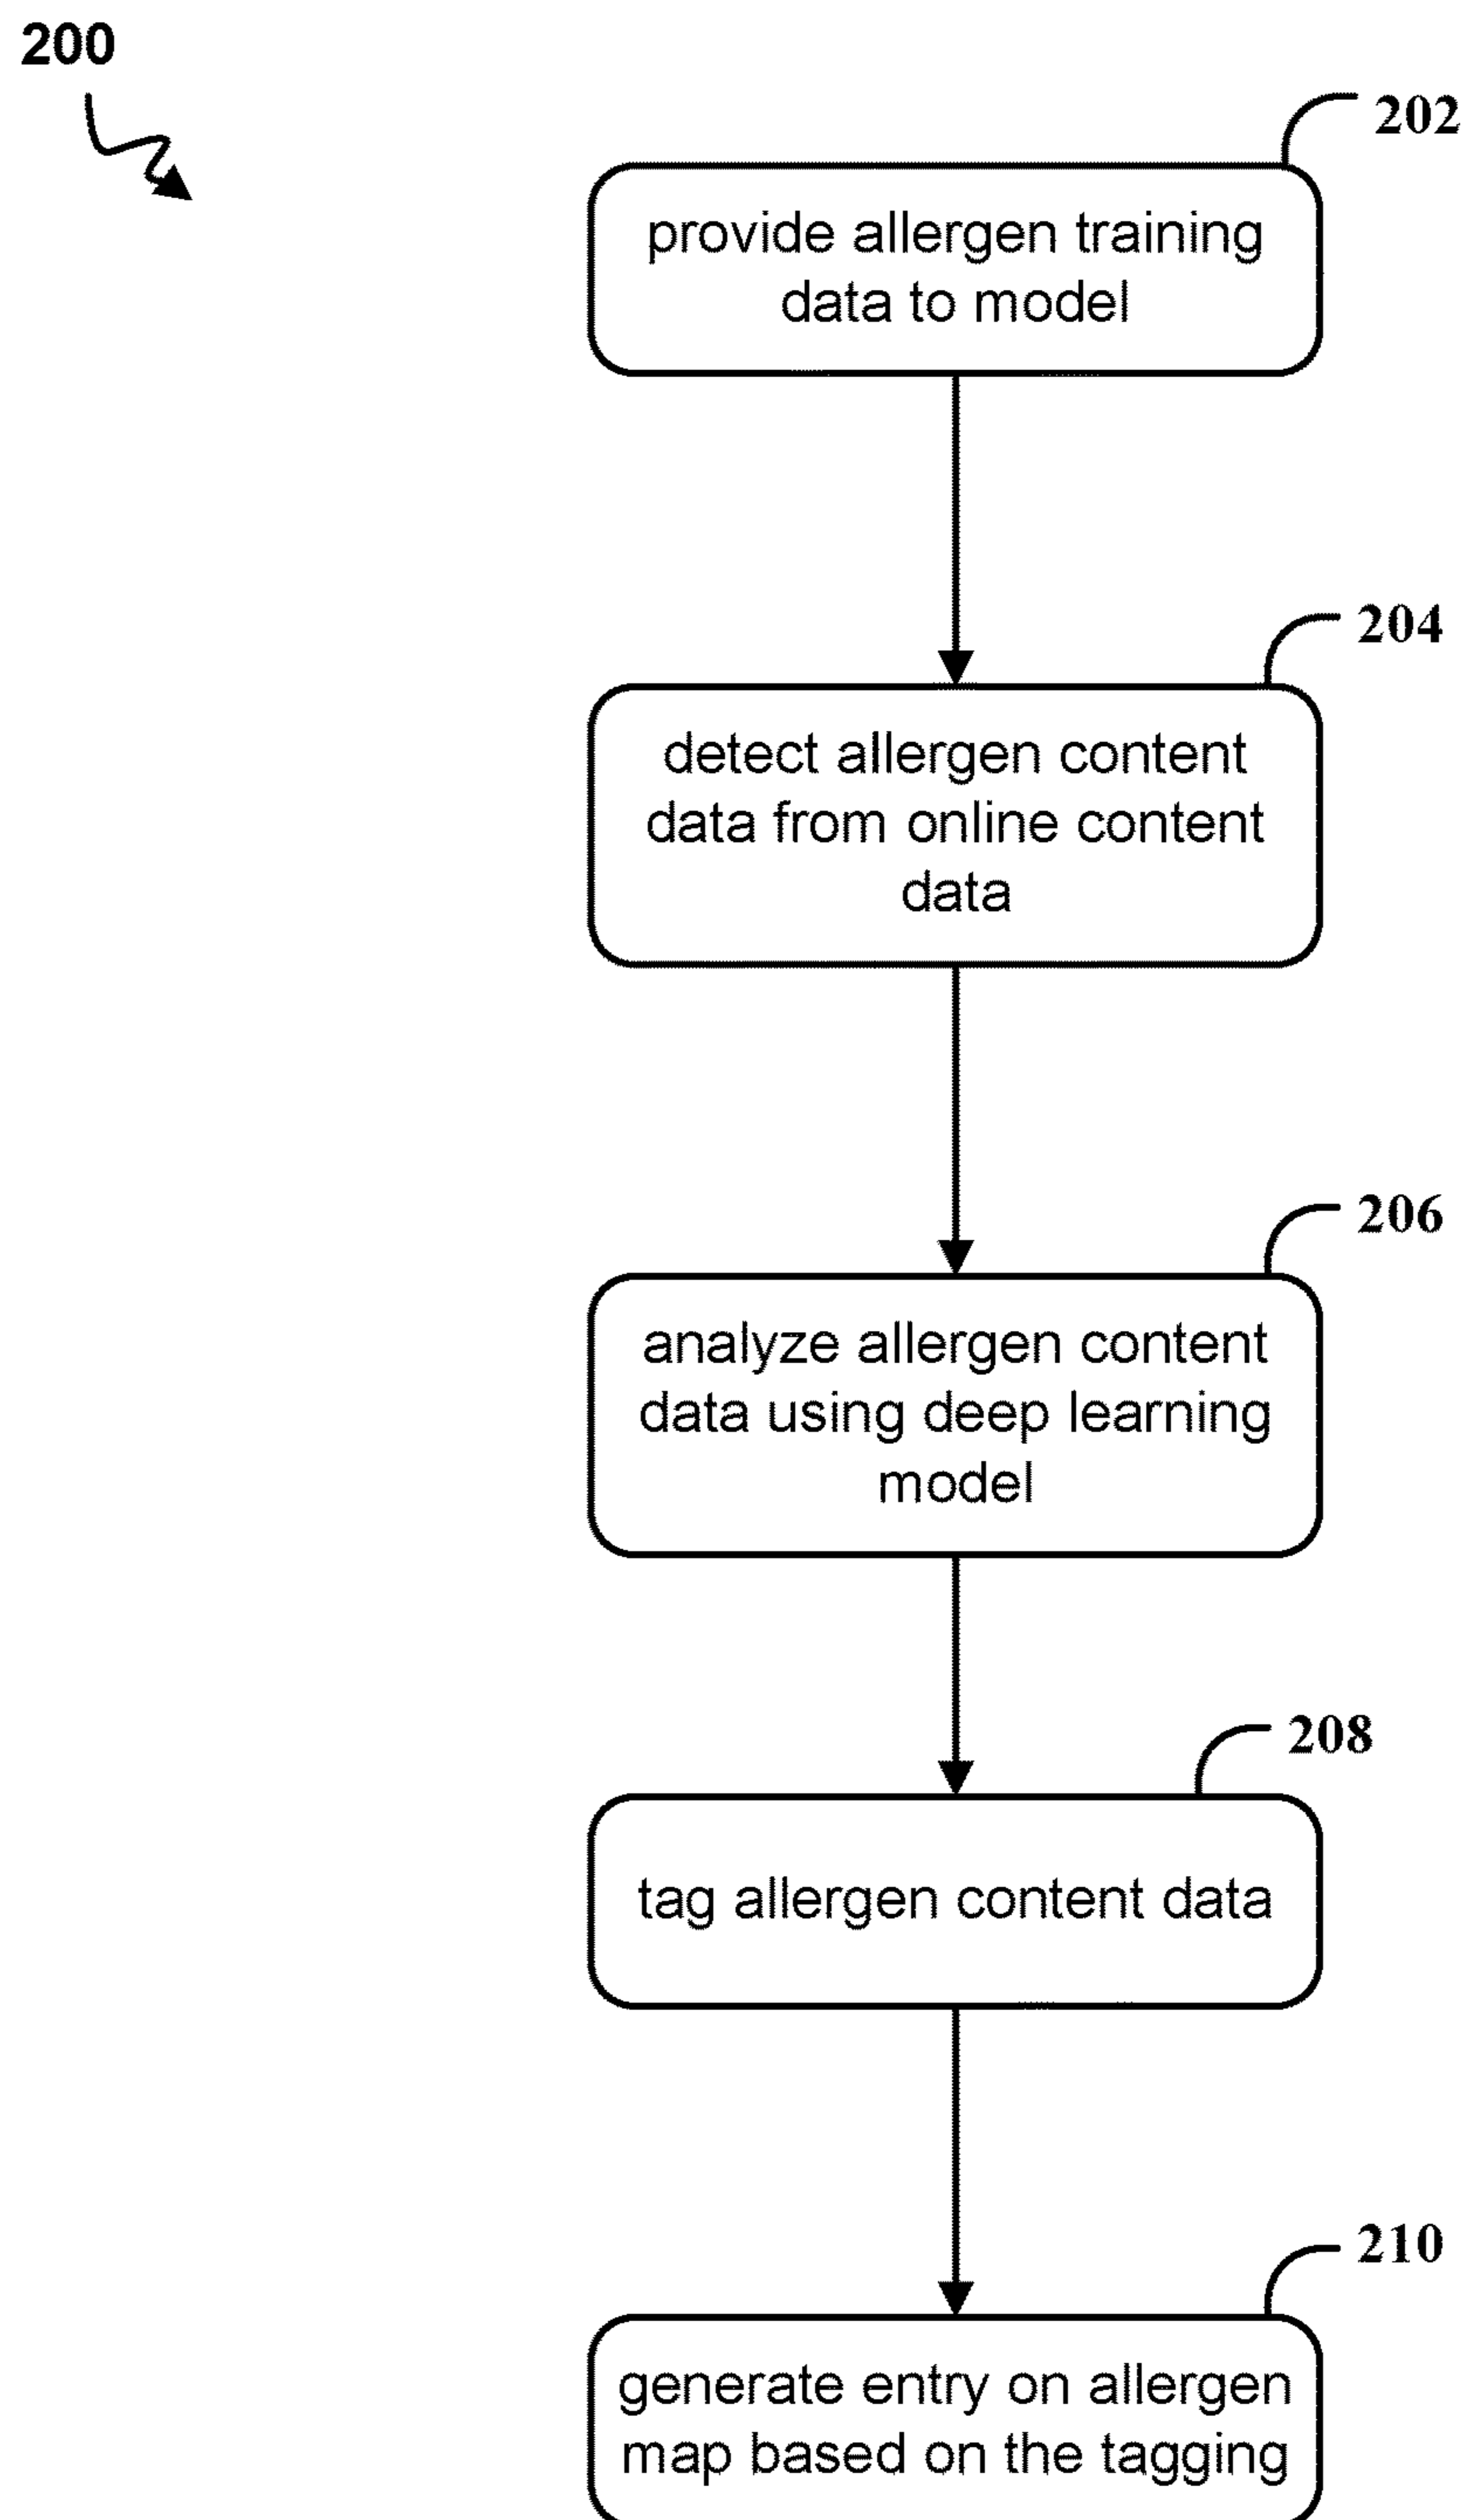 200
202
provide allergen training
data to model
204
detect allergen content
data from online content
data
206
analyze allergen content
data using deep learning
model
208
tag allergen content data
210
generate entry on allergen
map based on the tagging